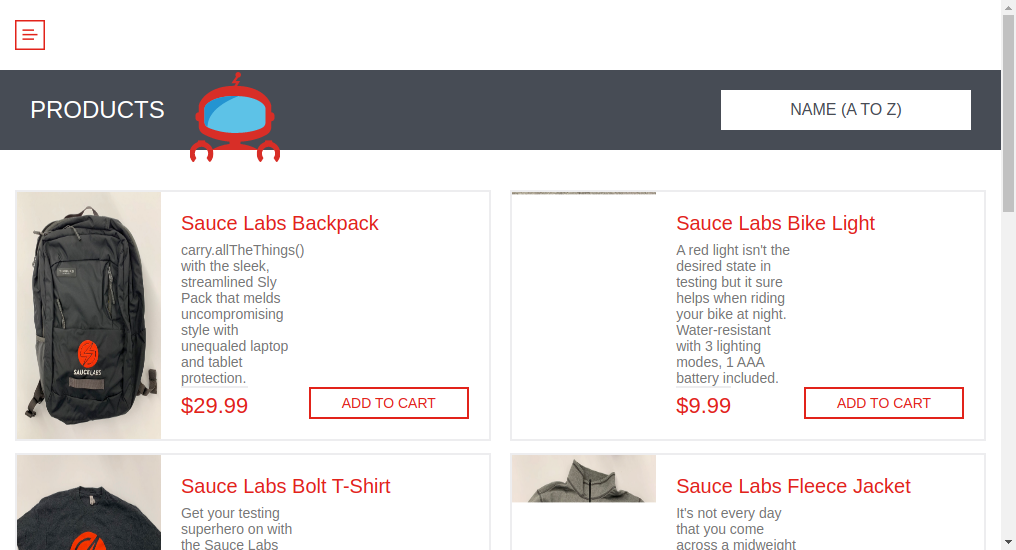 PRODUCTS
NAME (A TO Z)
Sauce Labs Backpack
carry.allTheThings()
with the sleek,
streamlined Sly
Pack that melds
uncompromising
style with
unequaled laptop
and tablet
protection.
$29.99
ADD TO CART
SAUCELABS
Sauce Labs Bike Light
A red light isn't the
desired state in
testing but it sure
helps when riding
your bike at night.
Water-resistant
with 3 lighting
modes, 1 AAA
battery included.
$9.99
ADD TO CART
Sauce Labs Bolt T-Shirt
Get your testing
superhero on with
the Sauce Labs
Sauce Labs Fleece Jacket
It's not every day
that you come
across a midweight